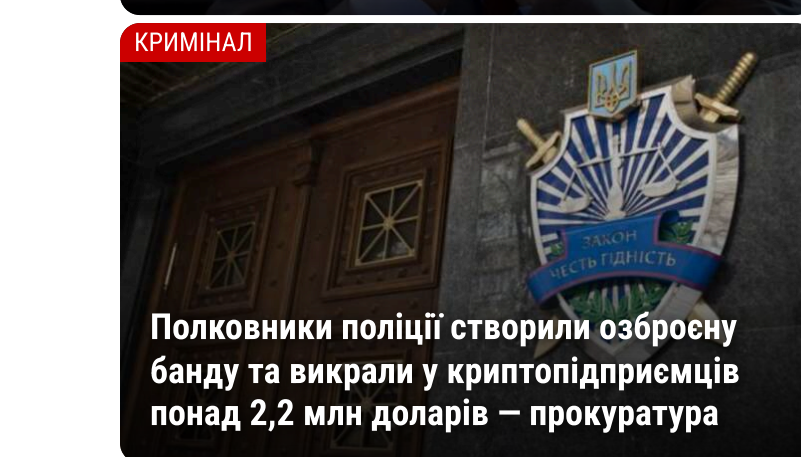 КРИМІНАЛ
ЗАКОН
ЧЕСТЬ ГІДНІСТЬ
Полковники поліції створили озброєну
банду та викрали у криптопідприємців
понад 2,2 млн доларів — прокуратура